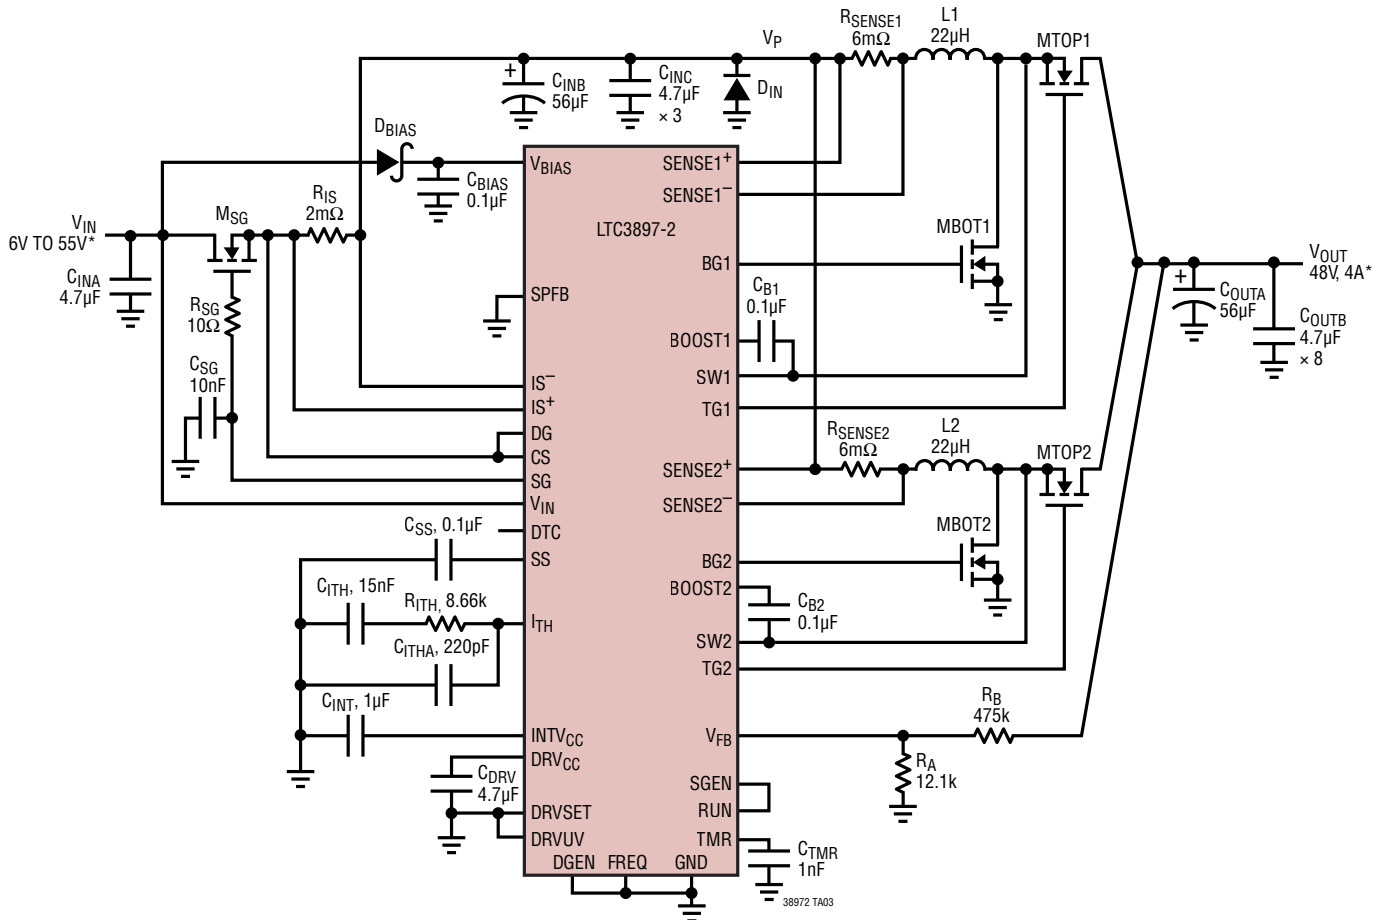 RSENSE1
6mΩ
L1
22µH
MTOP1
VP
+
CINB
56µF
CINC
4.7µF
× 3
DIN
DBIAS
CBIAS
0.1µF
VIN
6V TO 55V*
CINA
4.7µF
MSG
RIS
2mΩ
RSG
10Ω
CSG
10nF
VBIAS
SPFB
IS–
IS+
DG
CS
SG
VIN
DTC
SS
ITH
INTVCC
DRVCC
DRVSET
DRVUV
DGEN FREQ GND
LTC3897-2
SENSE1+
SENSE1–
BG1
BOOST1
SW1
TG1
SENSE2+
SENSE2–
BG2
BOOST2
SW2
TG2
VFB
SGEN
RUN
TMR
CSS, 0.1µF
CITH, 15nF
RITH, 8.66k
CITHA, 220pF
CINT, 1µF
CDRV
4.7µF
MBOT1
CB1
0.1µF
RSENSE2
6mΩ
L2
22µH
MTOP2
MBOT2
CB2
0.1µF
RB
475k
RA
12.1k
CTMR
1nF
VOUT
48V, 4A*
+
COUTA
56µF
COUTB
4.7µF
× 8
38972 TA03